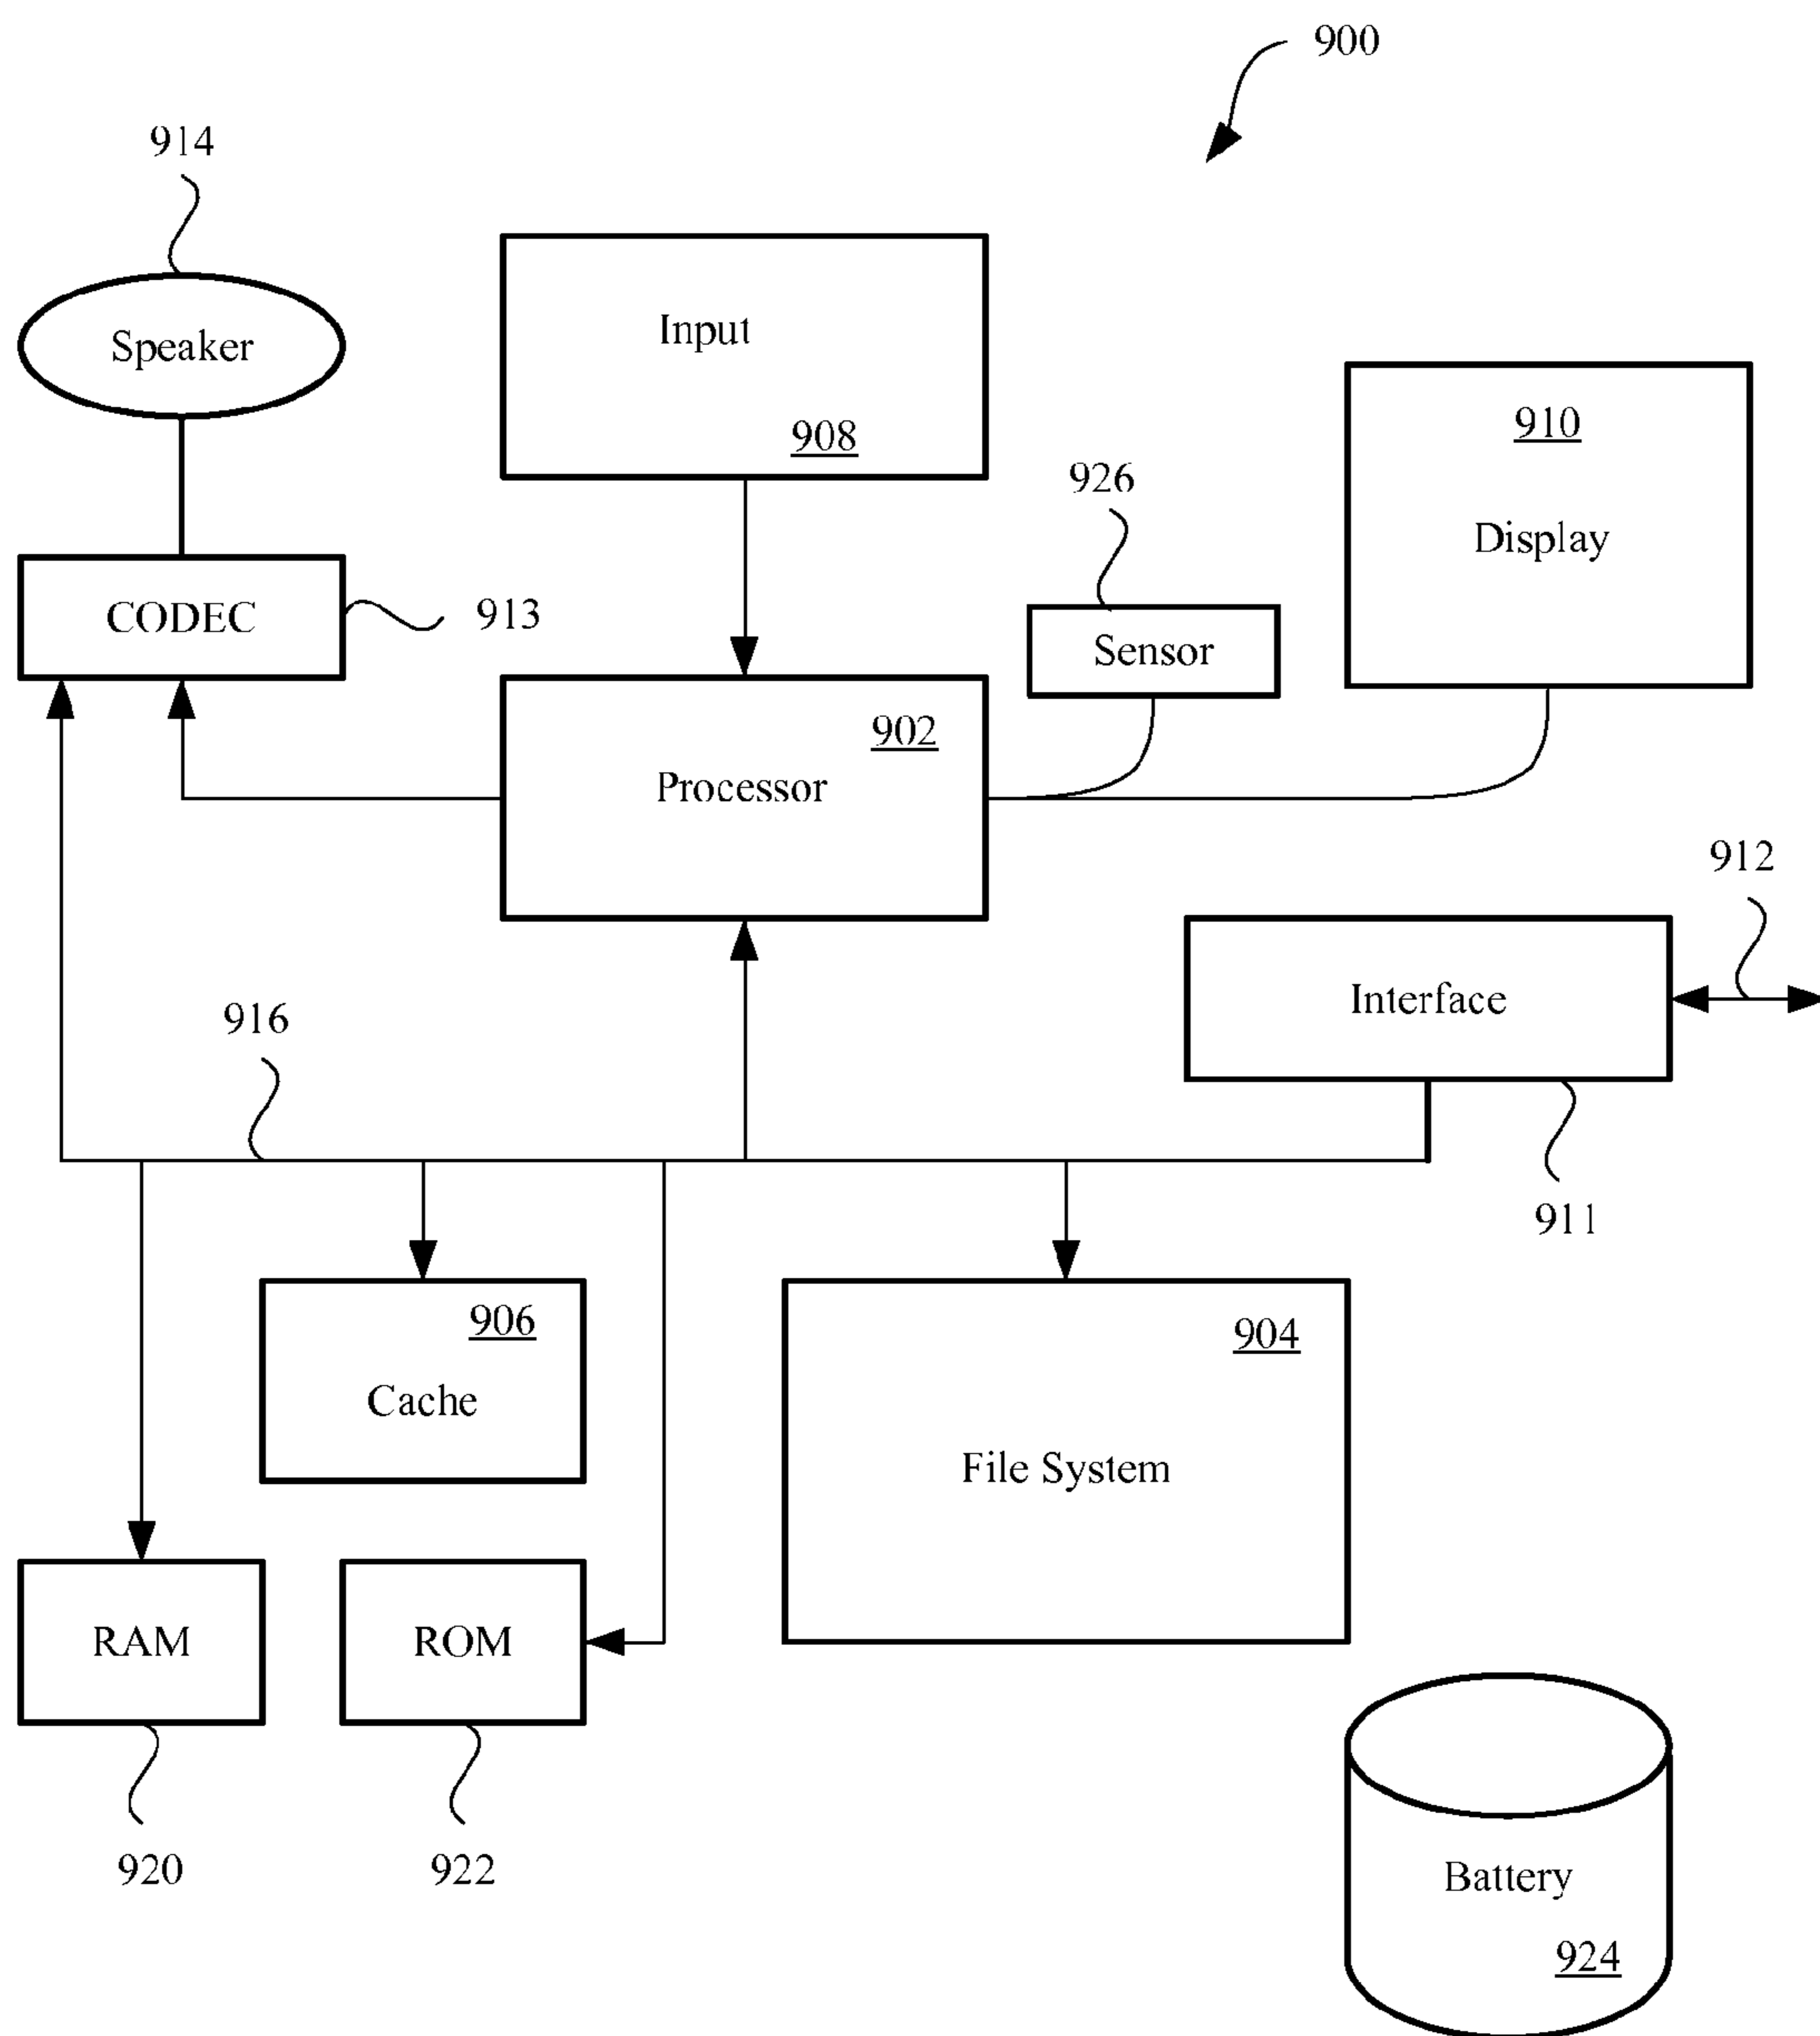 900
914
Speaker
Input
908
910
Display
926
Sensor
CODEC
913
902
Processor
912
Interface
916
911
906
Cache
904
File System
RAM
ROM
920
922
Battery
924